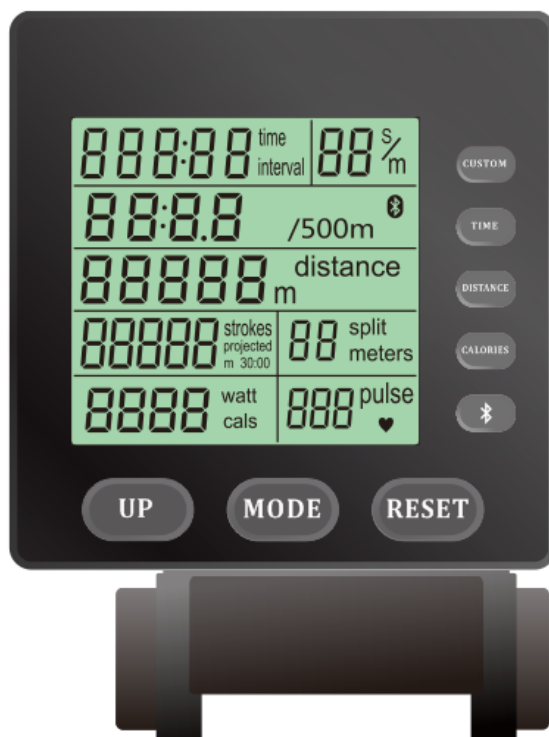 888:88 time interval 88 S/m
88:8.8 /500m
88888 m distance
88888 strokes projected m 30:00 88 split meters
8888 watt cals 888 pulse
CUSTOM
TIME
DISTANCE
CALORIES
UP MODE RESET